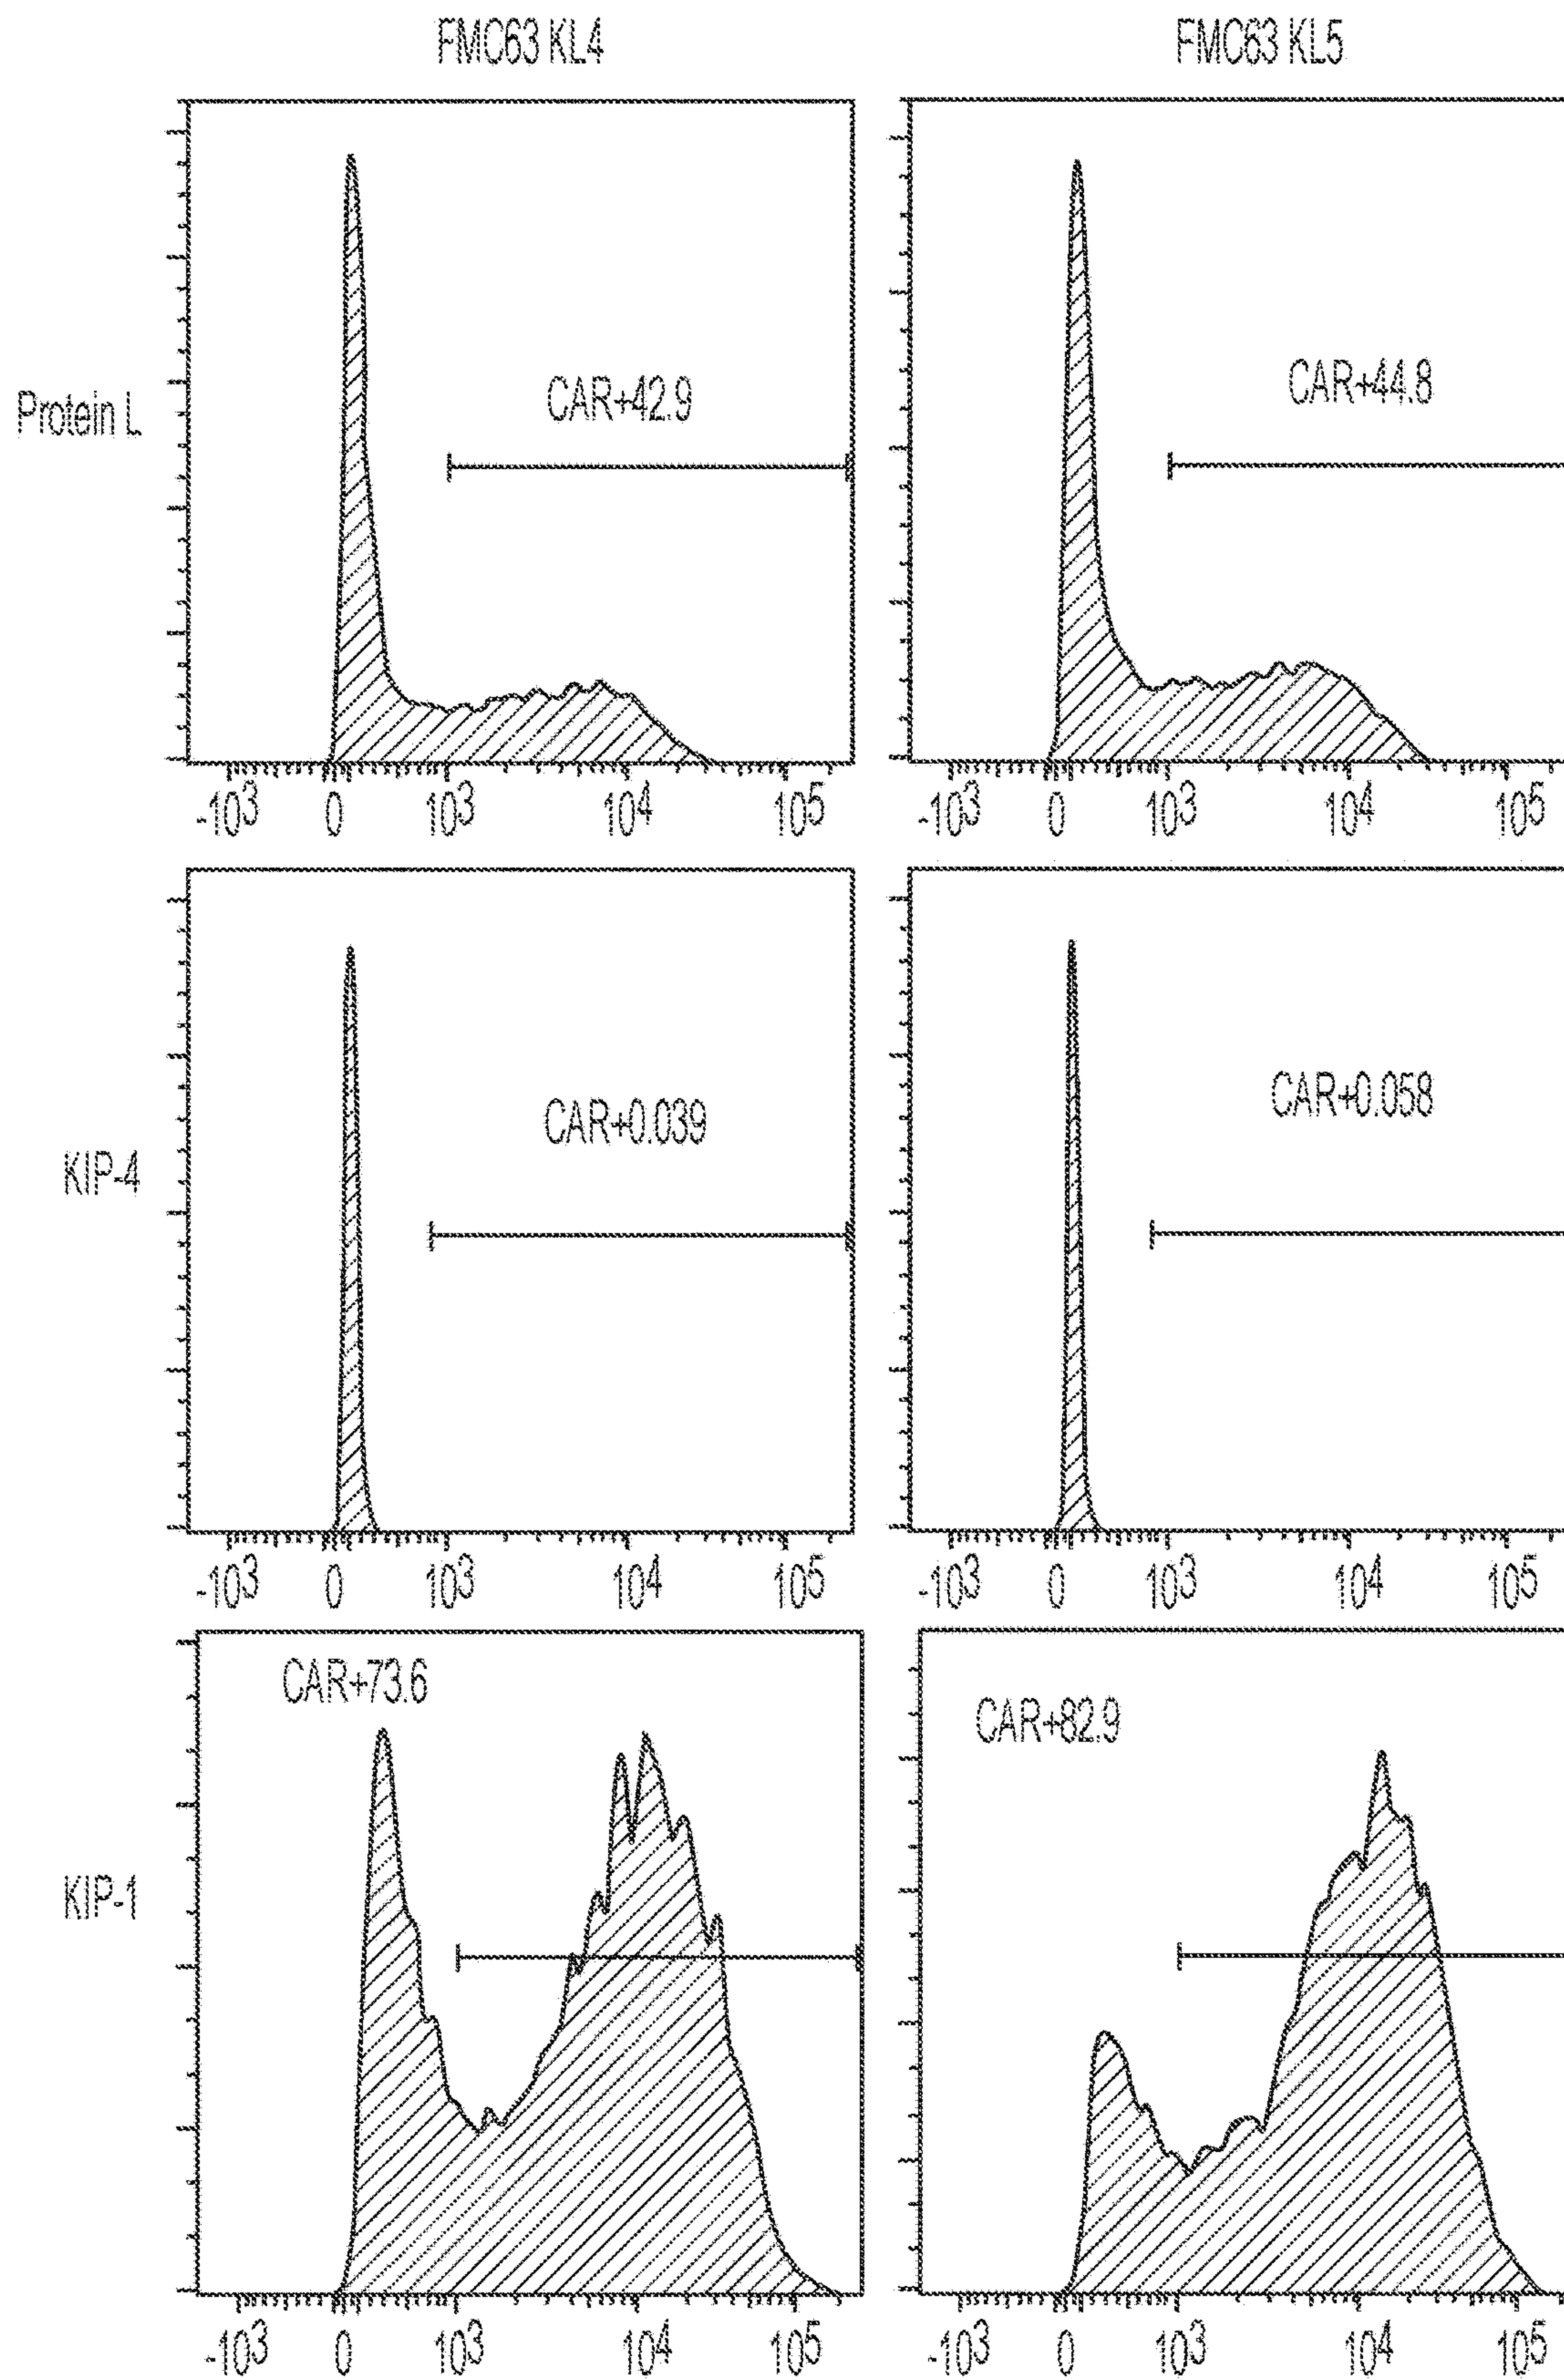 FMC63 KL4 FMC63 KL5
Protein L
CAR+42.9 CAR+44.8
-10³ 0 10³ 10⁴ 10⁵ -10³ 0 10³ 10⁴ 10⁵
KIP-4
CAR+0.039 CAR+0.058
-10³ 0 10³ 10⁴ 10⁵ -10³ 0 10³ 10⁴ 10⁵
KIP-1
CAR+73.6 CAR+82.9
-10³ 0 10³ 10⁴ 10⁵ -10³ 0 10³ 10⁴ 10⁵